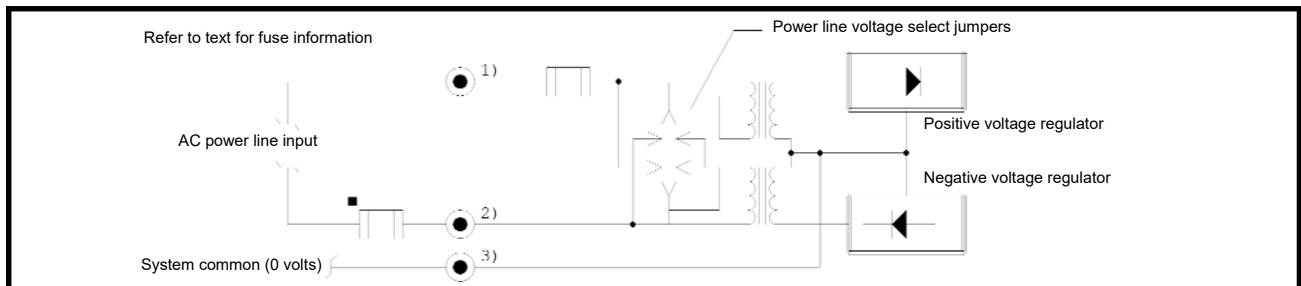 Power line voltage select jumpers
Refer to text for fuse information
1)
AC power line input
Positive voltage regulator
Negative voltage regulator
2)
3)
System common (0 volts)